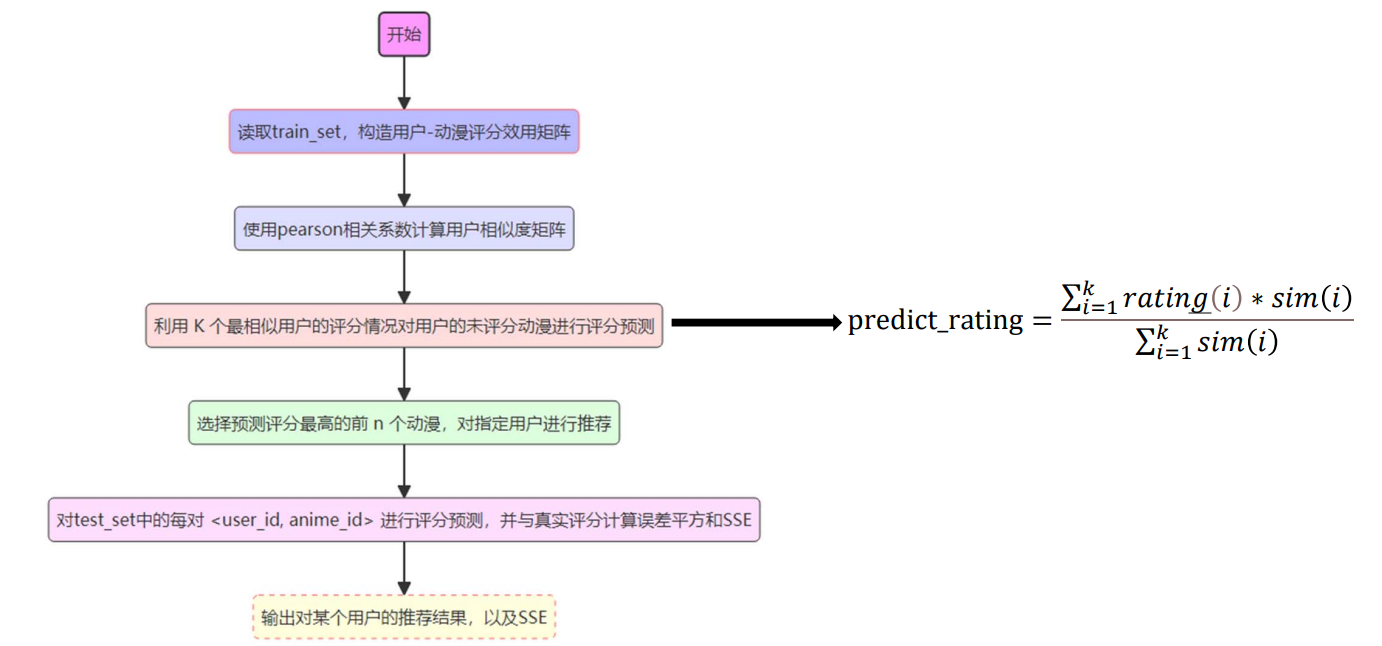 开始
读取train_set，构造用户-动漫评分效用矩阵
使用pearson相关系数计算用户相似度矩阵
利用 K 个最相似用户的评分情况对用户的未评分动漫进行评分预测
predict_rating = \frac{\sum_{i=1}^{k} rating(i) * sim(i)}{\sum_{i=1}^{k} sim(i)}
选择预测评分最高的前 n 个动漫，对指定用户进行推荐
对test_set中的每对 <user_id, anime_id> 进行评分预测，并与真实评分计算误差平方和SSE
输出对某个用户的推荐结果，以及SSE